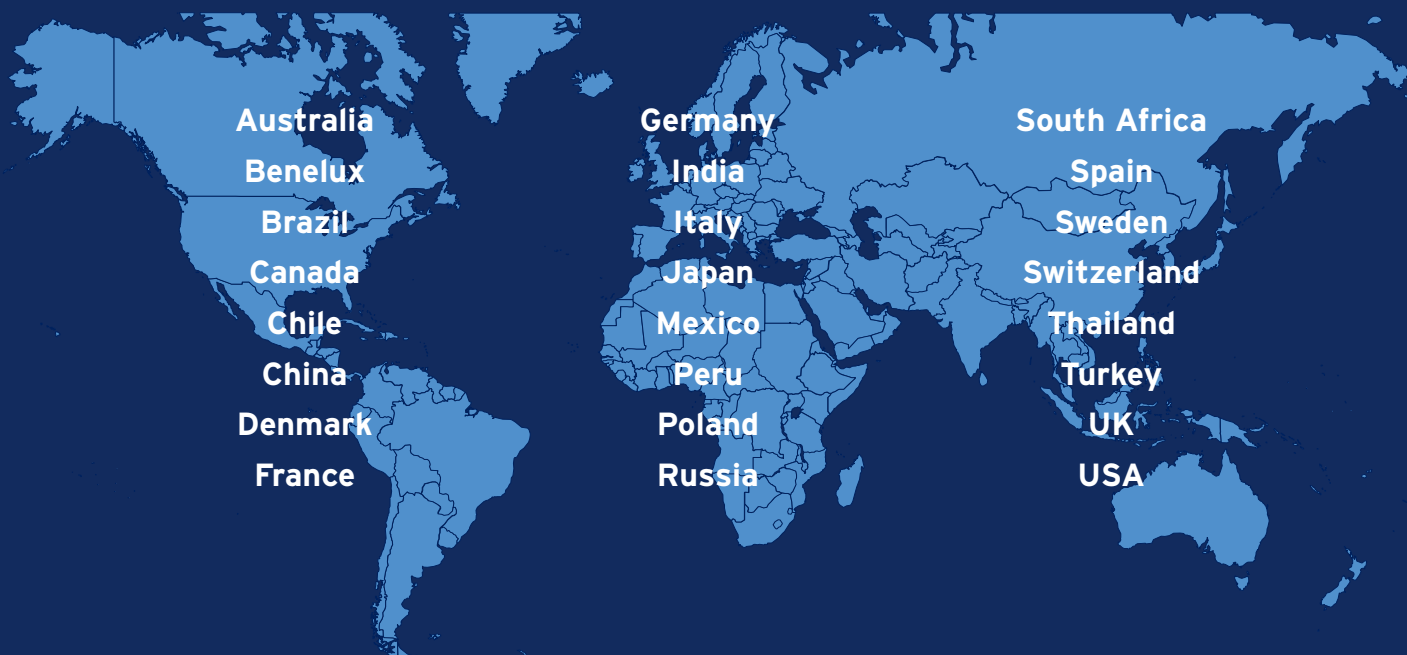 Australia
Benelux
Brazil
Canada
Chile
China
Denmark
France
Germany
India
Italy
Japan
Mexico
Peru
Poland
Russia
South Africa
Spain
Sweden
Switzerland
Thailand
Turkey
UK
USA